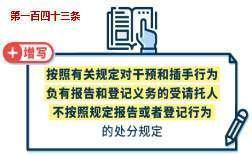 第一百四十三条
+增写
按照有关规定对干预和插手行为
负有报告和登记义务的受请托人
不按照规定报告或者登记行为
的处分规定